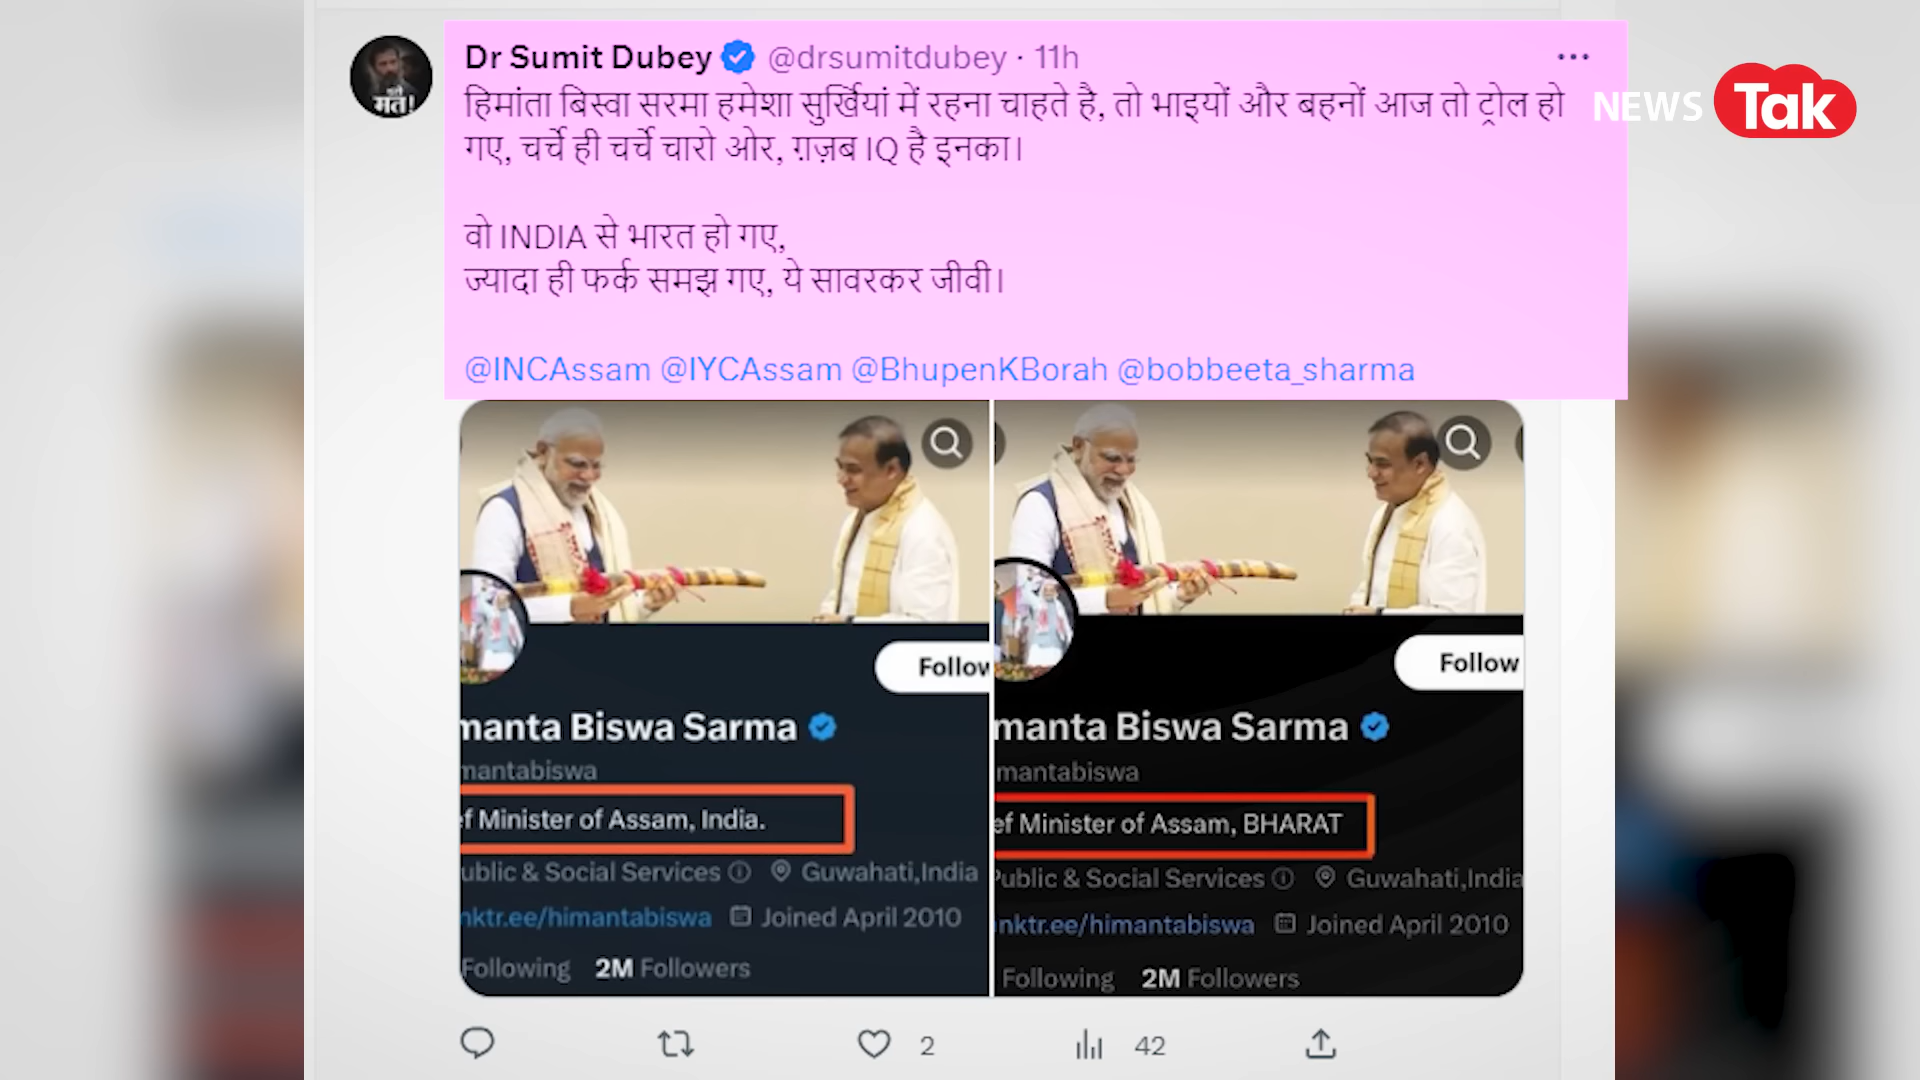 Dr Sumit Dubey @drsumitdubey · 11h
NEWS Tak
हिमांता बिस्वा सरमा हमेशा सुर्खियां में रहना चाहते है, तो भाइयों और बहनों आज तो ट्रोल हो
गए, चर्चे ही चर्चे चारो ओर, ग़ज़ब IQ है इनका।
वो INDIA से भारत हो गए,
ज्यादा ही फर्क समझ गए, ये सावरकर जीवी।
@INCAssam @IYCAssam @BhupenKBorah @bobbeeta_sharma
मत!
Follow
manta Biswa Sarma
mantabiswa
ef Minister of Assam, India.
ublic & Social Services Guwahati,India
nktr.ee/himantabiswa Joined April 2010
Following 2M Followers
Follow
manta Biswa Sarma
mantabiswa
ef Minister of Assam, BHARAT
Public & Social Services Guwahati,India
nktr.ee/himantabiswa Joined April 2010
Following 2M Followers
2 42